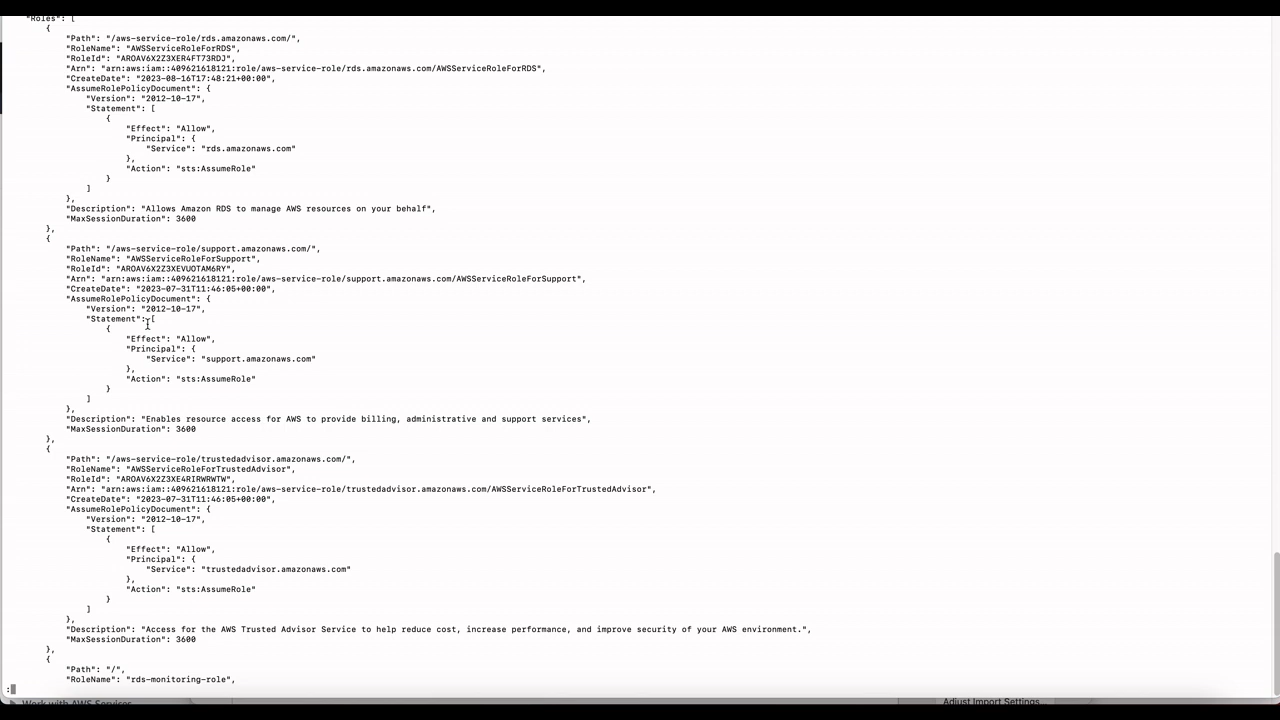 "Roles": [
{
"Path": "/aws-service-role/rds.amazonaws.com/",
"RoleName": "AWSServiceRoleForRDS",
"RoleId": "AROAV6X2Z3XER4FT73RDJ",
"Arn": "arn:aws:iam::409621618121:role/aws-service-role/rds.amazonaws.com/AWSServiceRoleForRDS",
"CreateDate": "2023-08-16T17:48:21+00:00",
"AssumeRolePolicyDocument": {
"Version": "2012-10-17",
"Statement": [
{
"Effect": "Allow",
"Principal": {
"Service": "rds.amazonaws.com"
},
"Action": "sts:AssumeRole"
}
]
},
"Description": "Allows Amazon RDS to manage AWS resources on your behalf",
"MaxSessionDuration": 3600
},
{
"Path": "/aws-service-role/support.amazonaws.com/",
"RoleName": "AWSServiceRoleForSupport",
"RoleId": "AROAV6X2Z3XEVUOTAM6RY",
"Arn": "arn:aws:iam::409621618121:role/aws-service-role/support.amazonaws.com/AWSServiceRoleForSupport",
"CreateDate": "2023-07-31T11:46:05+00:00",
"AssumeRolePolicyDocument": {
"Version": "2012-10-17",
"Statement": [
{
"Effect": "Allow",
"Principal": {
"Service": "support.amazonaws.com"
},
"Action": "sts:AssumeRole"
}
]
},
"Description": "Enables resource access for AWS to provide billing, administrative and support services",
"MaxSessionDuration": 3600
},
{
"Path": "/aws-service-role/trustedadvisor.amazonaws.com/",
"RoleName": "AWSServiceRoleForTrustedAdvisor",
"RoleId": "AROAV6X2Z3XE4RIRWRWTW",
"Arn": "arn:aws:iam::409621618121:role/aws-service-role/trustedadvisor.amazonaws.com/AWSServiceRoleForTrustedAdvisor",
"CreateDate": "2023-07-31T11:46:05+00:00",
"AssumeRolePolicyDocument": {
"Version": "2012-10-17",
"Statement": [
{
"Effect": "Allow",
"Principal": {
"Service": "trustedadvisor.amazonaws.com"
},
"Action": "sts:AssumeRole"
}
]
},
"Description": "Access for the AWS Trusted Advisor Service to help reduce cost, increase performance, and improve security of your AWS environment.",
"MaxSessionDuration": 3600
},
{
"Path": "/",
"RoleName": "rds-monitoring-role",
:
Work with AWS Services
Adjust Import Settings